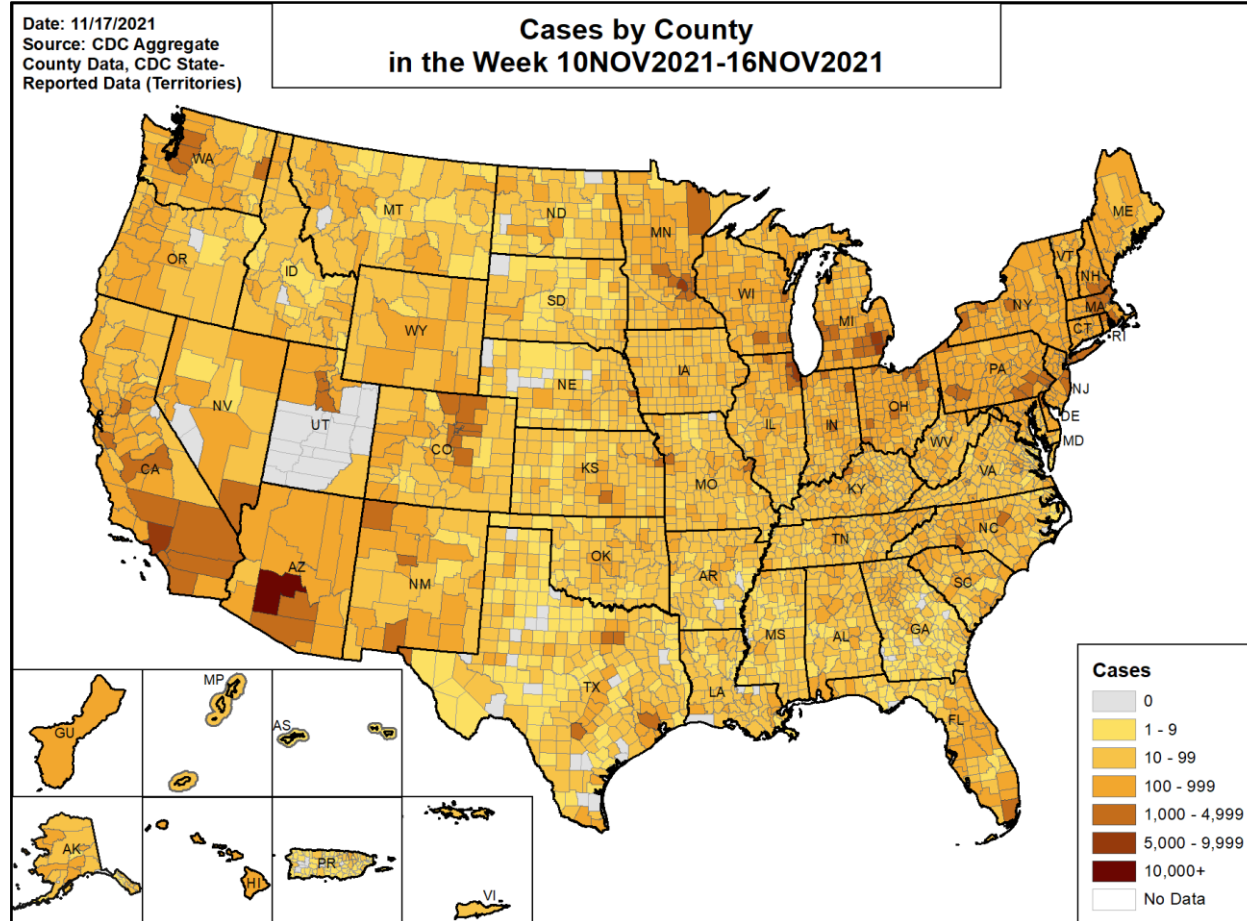 Date: 11/17/2021
Source: CDC Aggregate
County Data, CDC State-
Reported Data (Territories)
Cases by County
in the Week 10NOV2021-16NOV2021
WA
MT
ND
MN
ME
OR
ID
SD
WI
MI
VT
NH
NY
MA
CT
RI
WY
NE
IA
PA
NJ
NV
UT
CO
IL
IN
OH
DE
MD
WV
VA
CA
KS
MO
KY
NC
TN
AZ
NM
OK
AR
SC
MS
AL
GA
TX
LA
FL
GU
MP
AS
AK
HI
PR
VI
Cases
0
1 - 9
10 - 99
100 - 999
1,000 - 4,999
5,000 - 9,999
10,000+
No Data